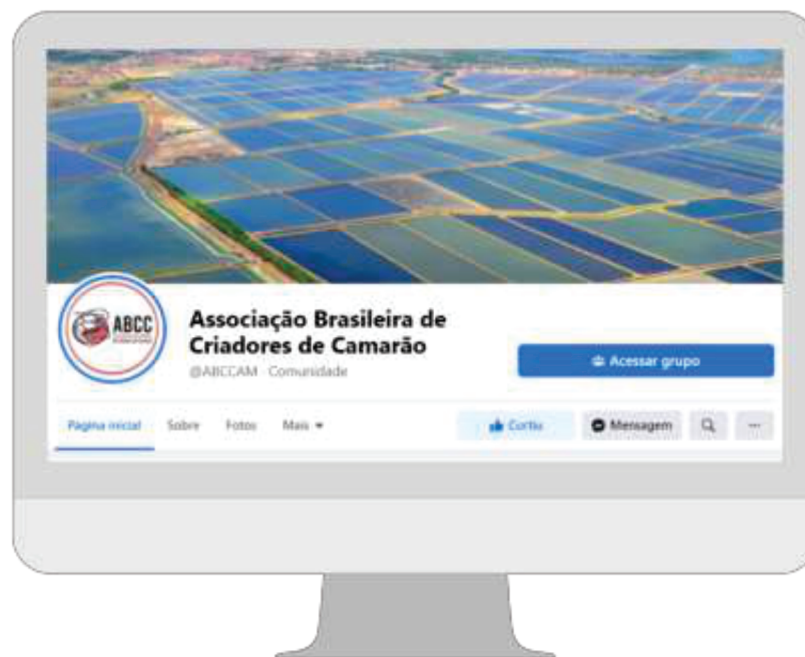 ABCC
Associação Brasileira de
Criadores de Camarão
@ABCCAM Comunidade
Acessar grupo
Página inicial Sobre Fotos Mais
Curtiu Mensagem